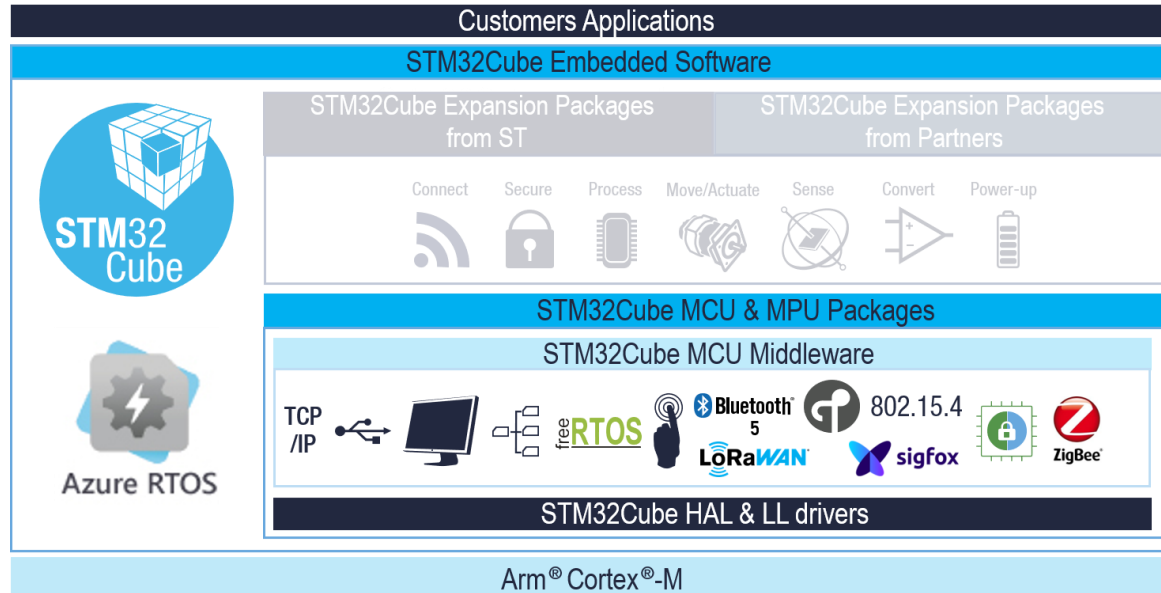 Customers Applications
STM32Cube Embedded Software
STM32
Cube
Azure RTOS
STM32Cube Expansion Packages
from ST
STM32Cube Expansion Packages
from Partners
Connect Secure Process Move/Actuate Sense Convert Power-up
STM32Cube MCU & MPU Packages
STM32Cube MCU Middleware
TCP
/IP
free RTOS
Bluetooth®
5
LoRaWAN
802.15.4
sigfox
ZigBee®
STM32Cube HAL & LL drivers
Arm® Cortex®-M